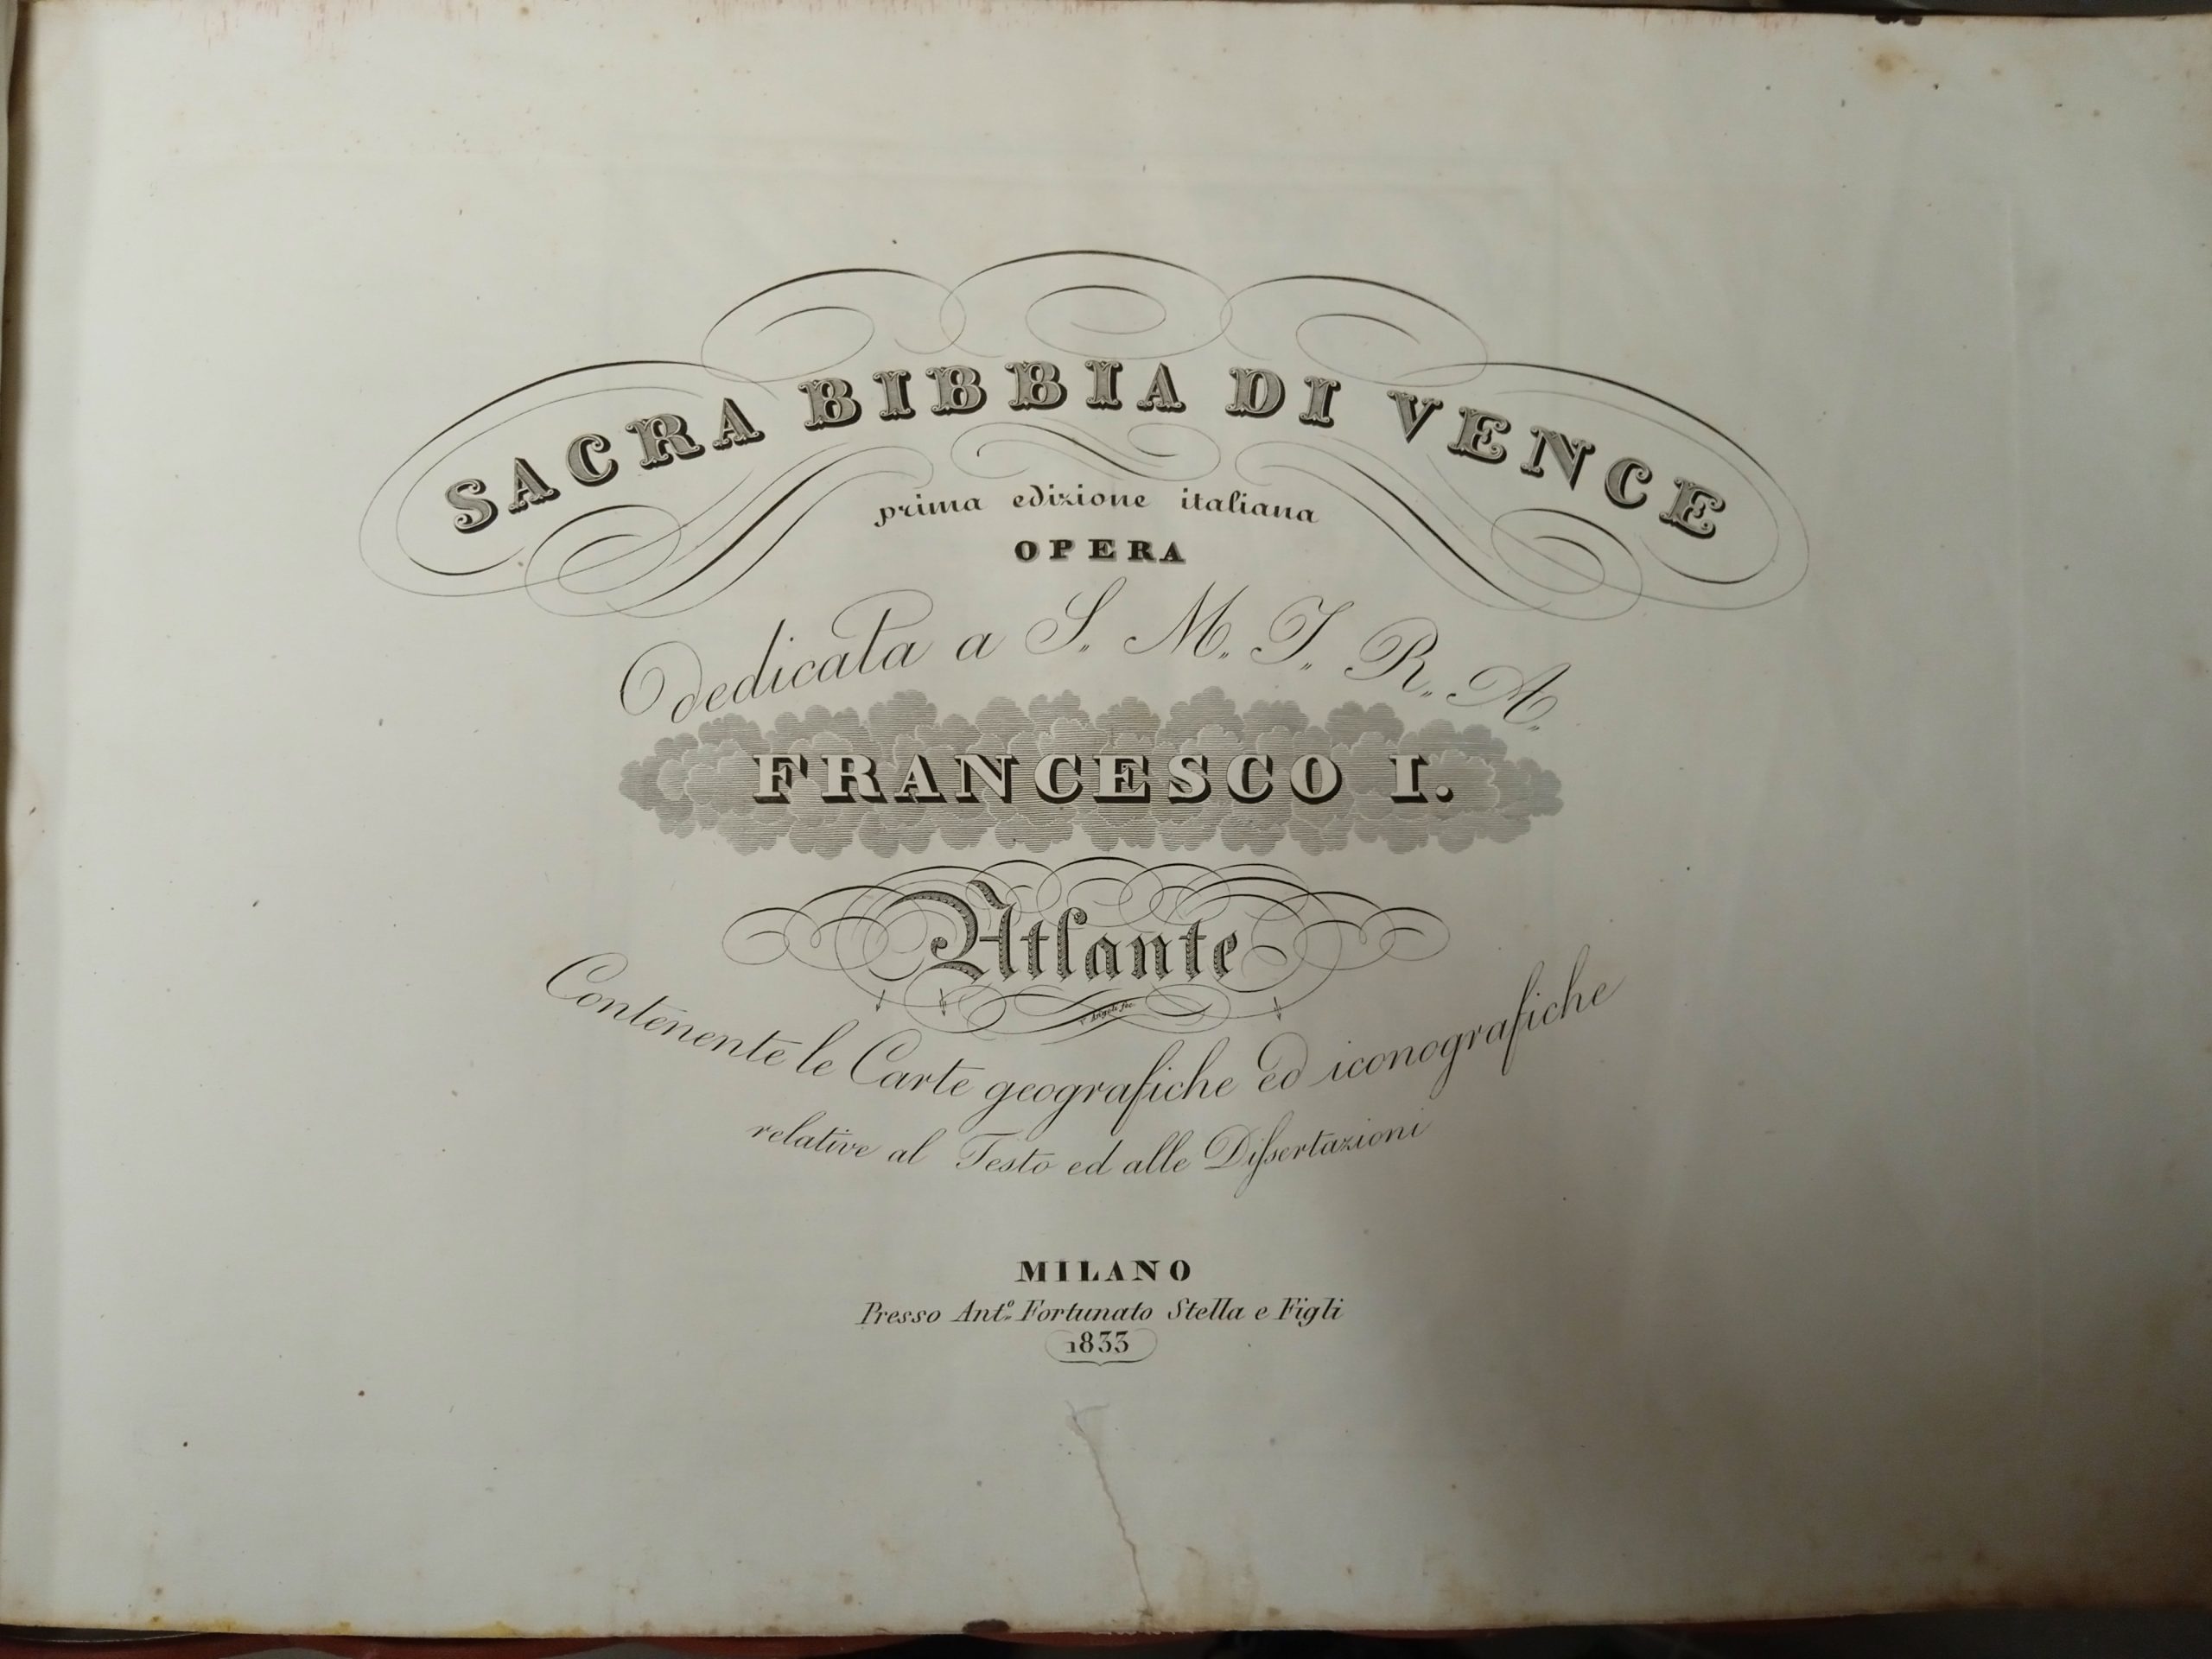 SACRA BIBBIA DI VENCE
prima edizione italiana
OPERA
dedicata a S. M. I. R. A.
FRANCESCO I.
Atlante
Contenente le Carte geografiche ed iconografiche
relative al Testo ed alle Dissertazioni
MILANO
Presso Ant.º Fortunato Stella e Figli
1833